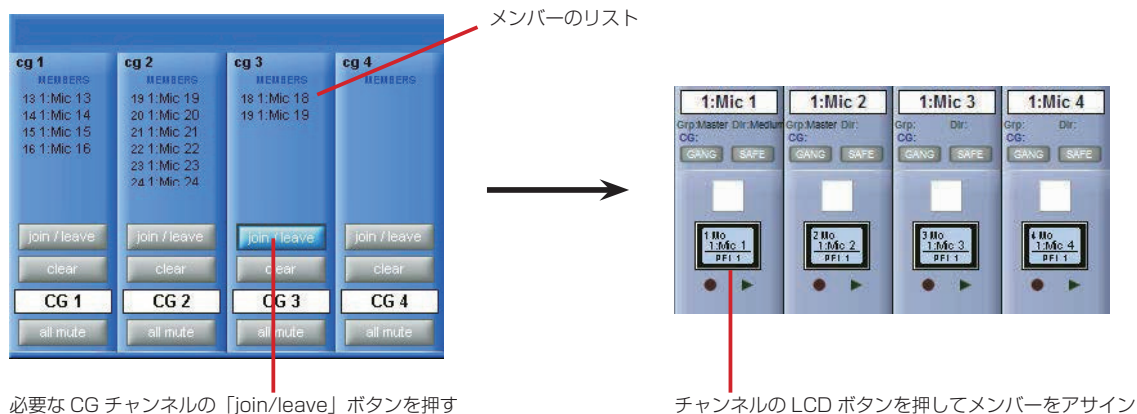 メンバーのリスト
cg 1
MEMBERS
13 1:Mic 13
14 1:Mic 14
15 1:Mic 15
16 1:Mic 16
join / leave
clear
CG 1
all mute
cg 2
MEMBERS
19 1:Mic 19
20 1:Mic 20
21 1:Mic 21
22 1:Mic 22
23 1:Mic 23
24 1:Mic 24
join / leave
clear
CG 2
all mute
cg 3
MEMBERS
18 1:Mic 18
19 1:Mic 19
join / leave
clear
CG 3
all mute
cg 4
MEMBERS
join / leave
clear
CG 4
all mute
1:Mic 1
Grp:Master Dir:Medium
CG:
GANG SAFE
1 Mo
1:Mic 1
PFL 1
1:Mic 2
Grp:Master Dir:
CG:
GANG SAFE
2 Mo
1:Mic 2
PFL 1
1:Mic 3
Grp: Dir:
CG:
GANG SAFE
3 Mo
1:Mic 3
PFL 1
1:Mic 4
Grp: Dir:
CG:
GANG SAFE
4 Mo
1:Mic 4
PFL 1
必要な CG チャンネルの「join/leave」ボタンを押す
チャンネルの LCD ボタンを押してメンバーをアサイン